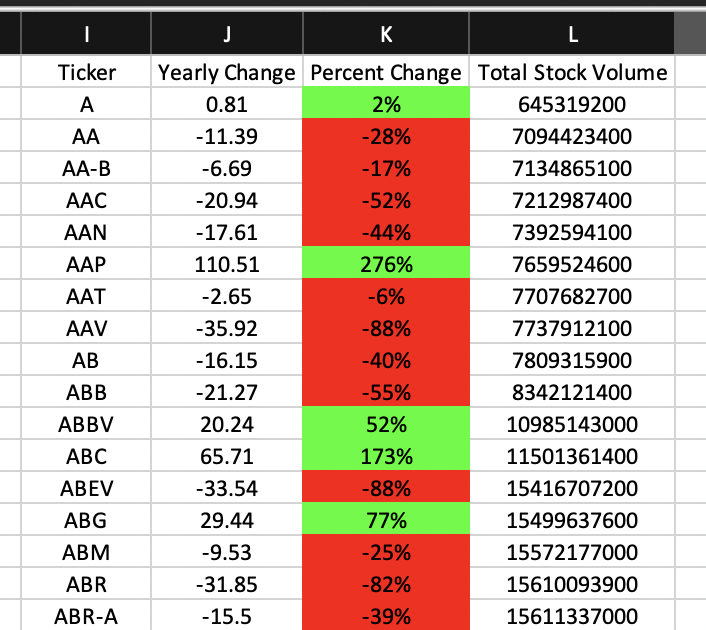 I J K L
Ticker Yearly Change Percent Change Total Stock Volume
A 0.81 2% 645319200
AA -11.39 -28% 7094423400
AA-B -6.69 -17% 7134865100
AAC -20.94 -52% 7212987400
AAN -17.61 -44% 7392594100
AAP 110.51 276% 7659524600
AAT -2.65 -6% 7707682700
AAV -35.92 -88% 7737912100
AB -16.15 -40% 7809315900
ABB -21.27 -55% 8342121400
ABBV 20.24 52% 10985143000
ABC 65.71 173% 11501361400
ABEV -33.54 -88% 15416707200
ABG 29.44 77% 15499637600
ABM -9.53 -25% 15572177000
ABR -31.85 -82% 15610093900
ABR-A -15.5 -39% 15611337000